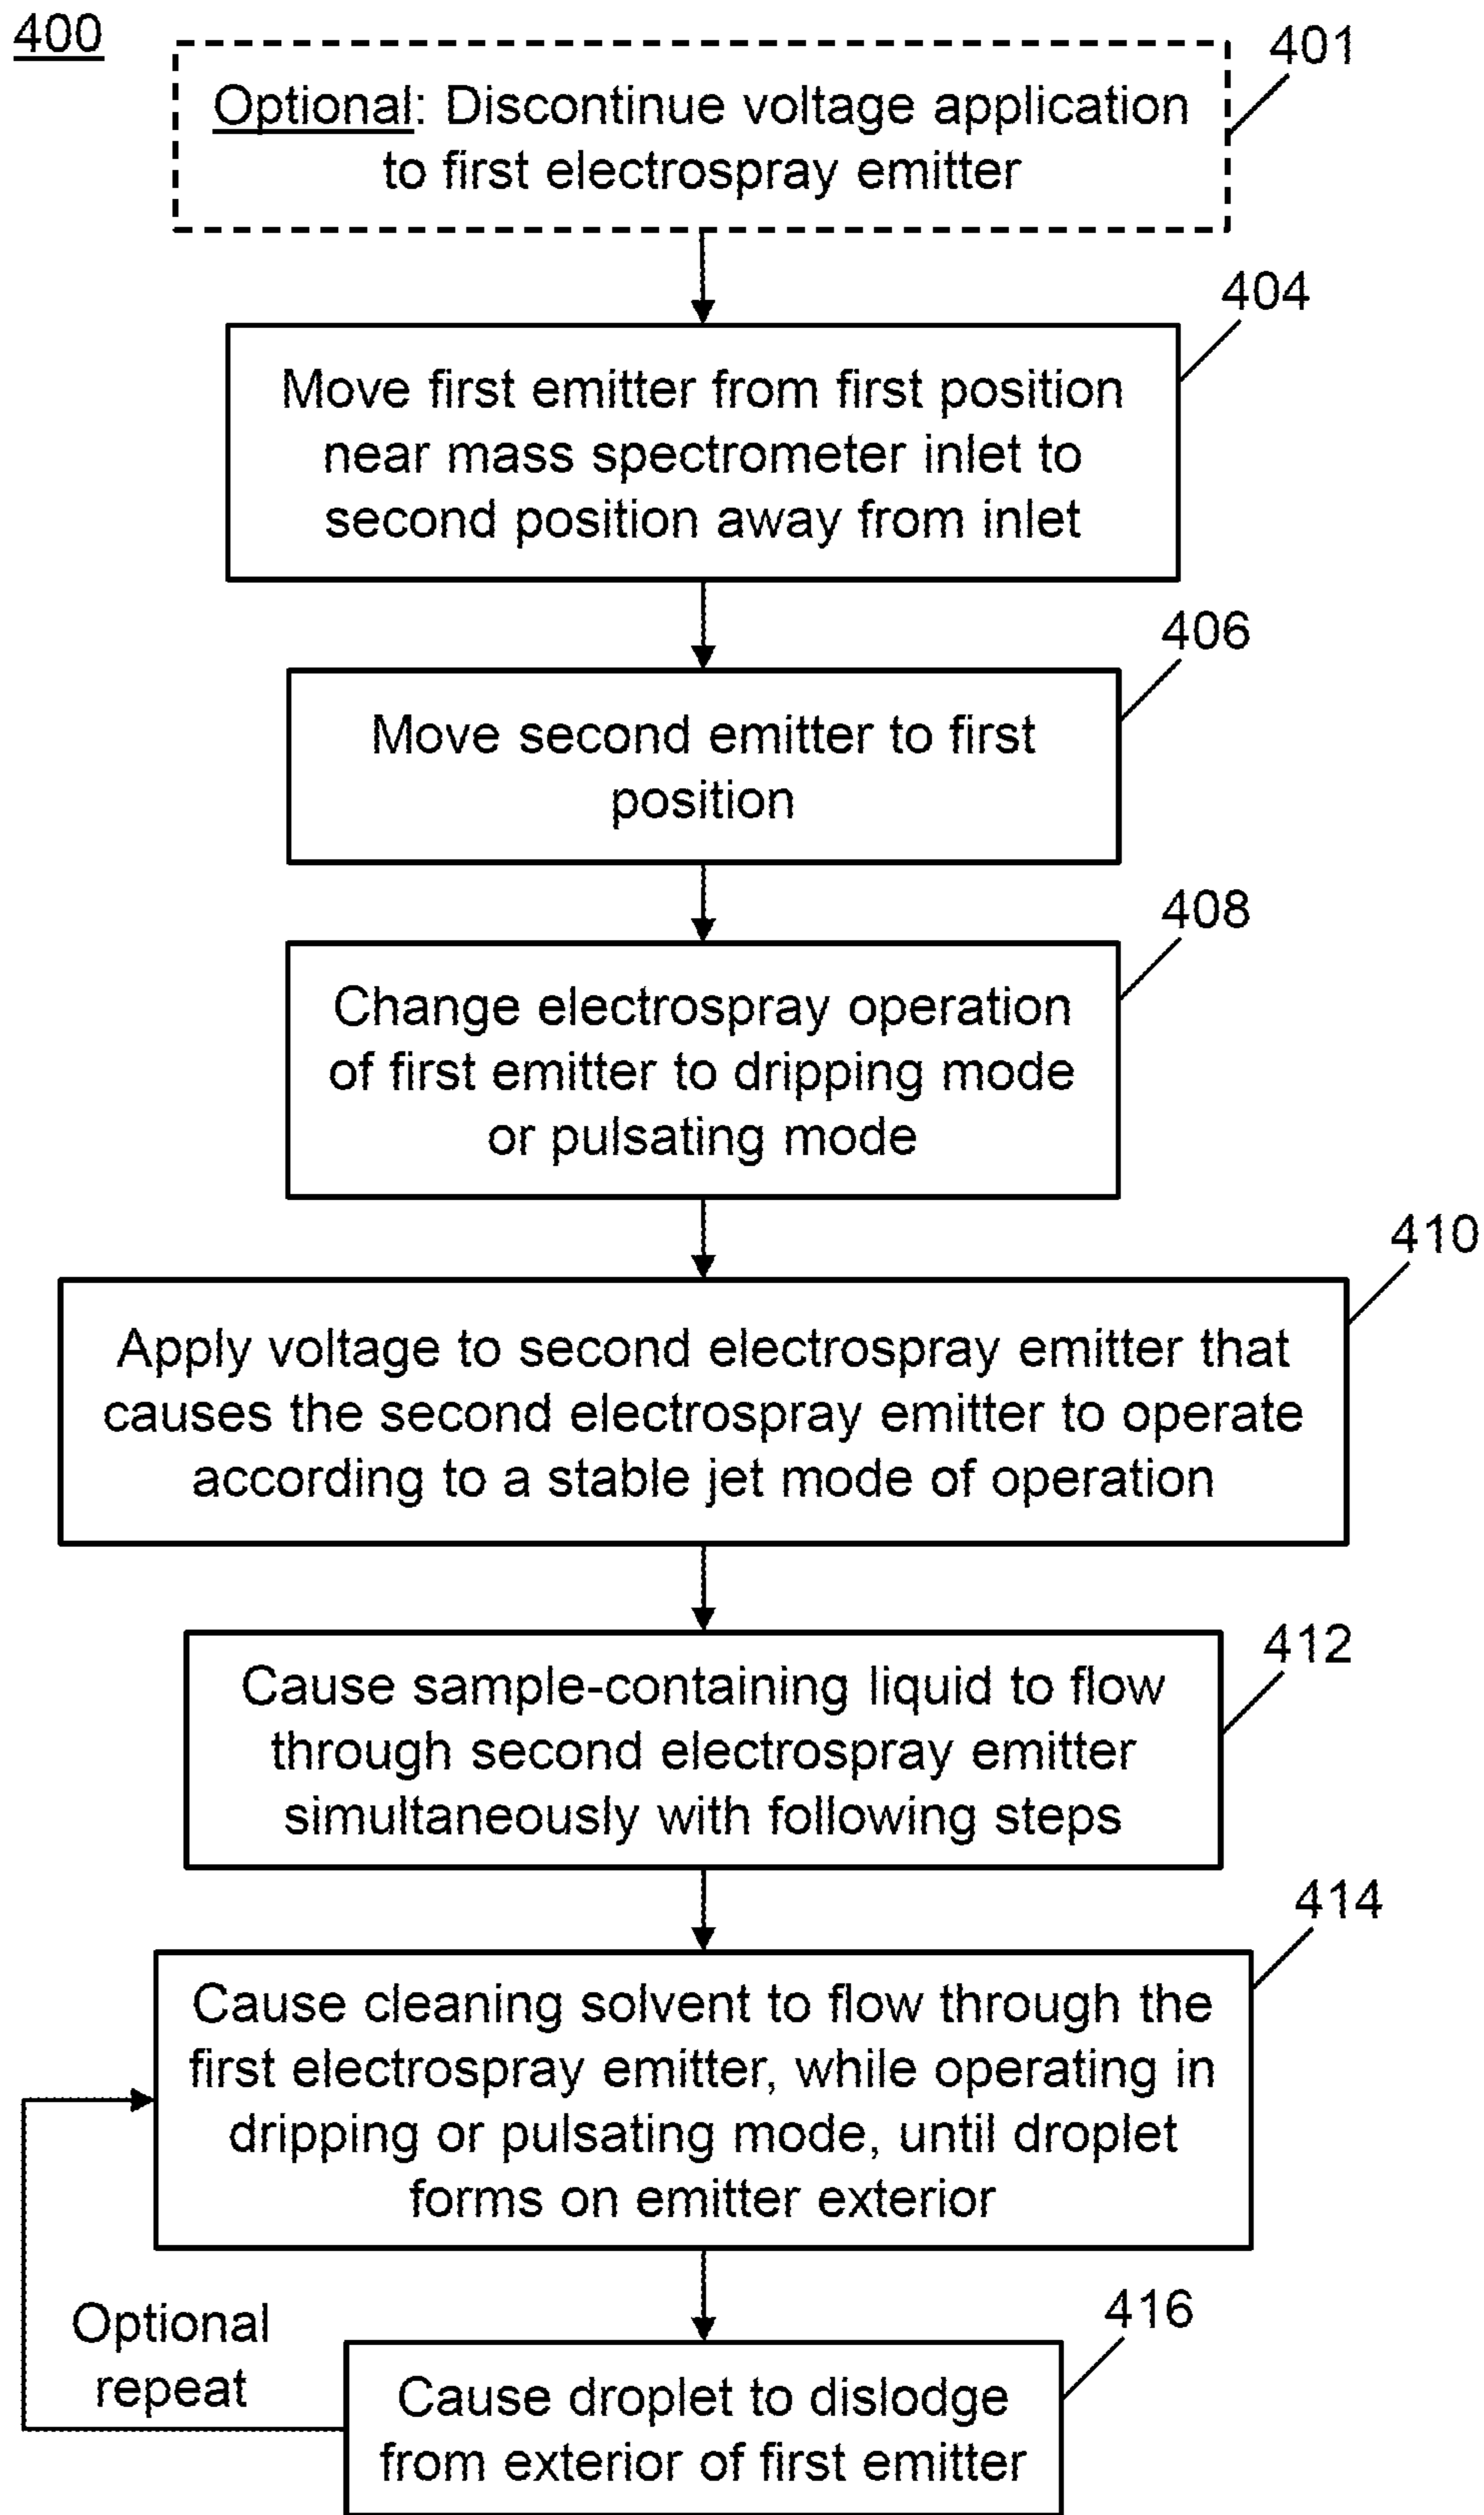 400
401
Optional: Discontinue voltage application
to first electrospray emitter
404
Move first emitter from first position
near mass spectrometer inlet to
second position away from inlet
406
Move second emitter to first
position
408
Change electrospray operation
of first emitter to dripping mode
or pulsating mode
410
Apply voltage to second electrospray emitter that
causes the second electrospray emitter to operate
according to a stable jet mode of operation
412
Cause sample-containing liquid to flow
through second electrospray emitter
simultaneously with following steps
414
Cause cleaning solvent to flow through the
first electrospray emitter, while operating in
dripping or pulsating mode, until droplet
forms on emitter exterior
Optional
repeat
416
Cause droplet to dislodge
from exterior of first emitter